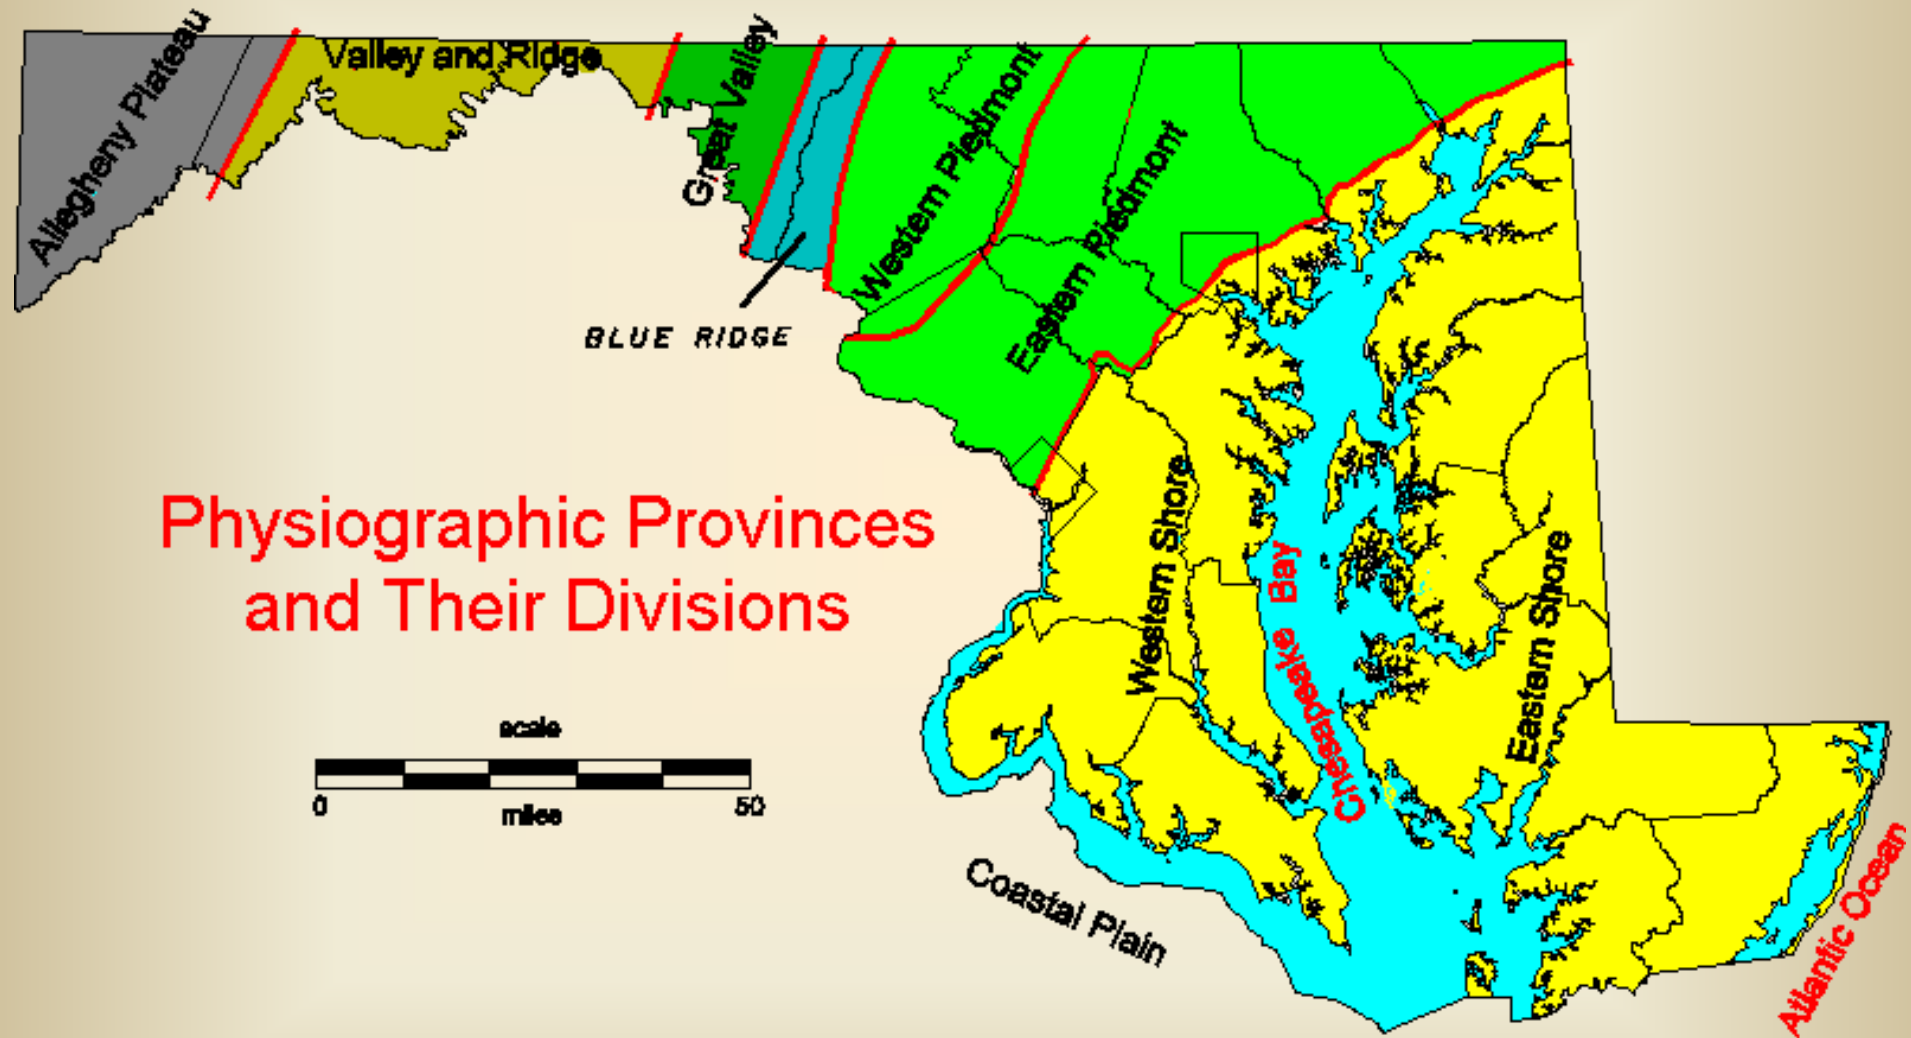 Allegheny Plateau
Valley and Ridge
Great Valley
BLUE RIDGE
Western Piedmont
Eastern Piedmont
Physiographic Provinces
and Their Divisions
Western Shore
Chesapeake Bay
Eastern Shore
scale
0 50
miles
Coastal Plain
Atlantic Ocean